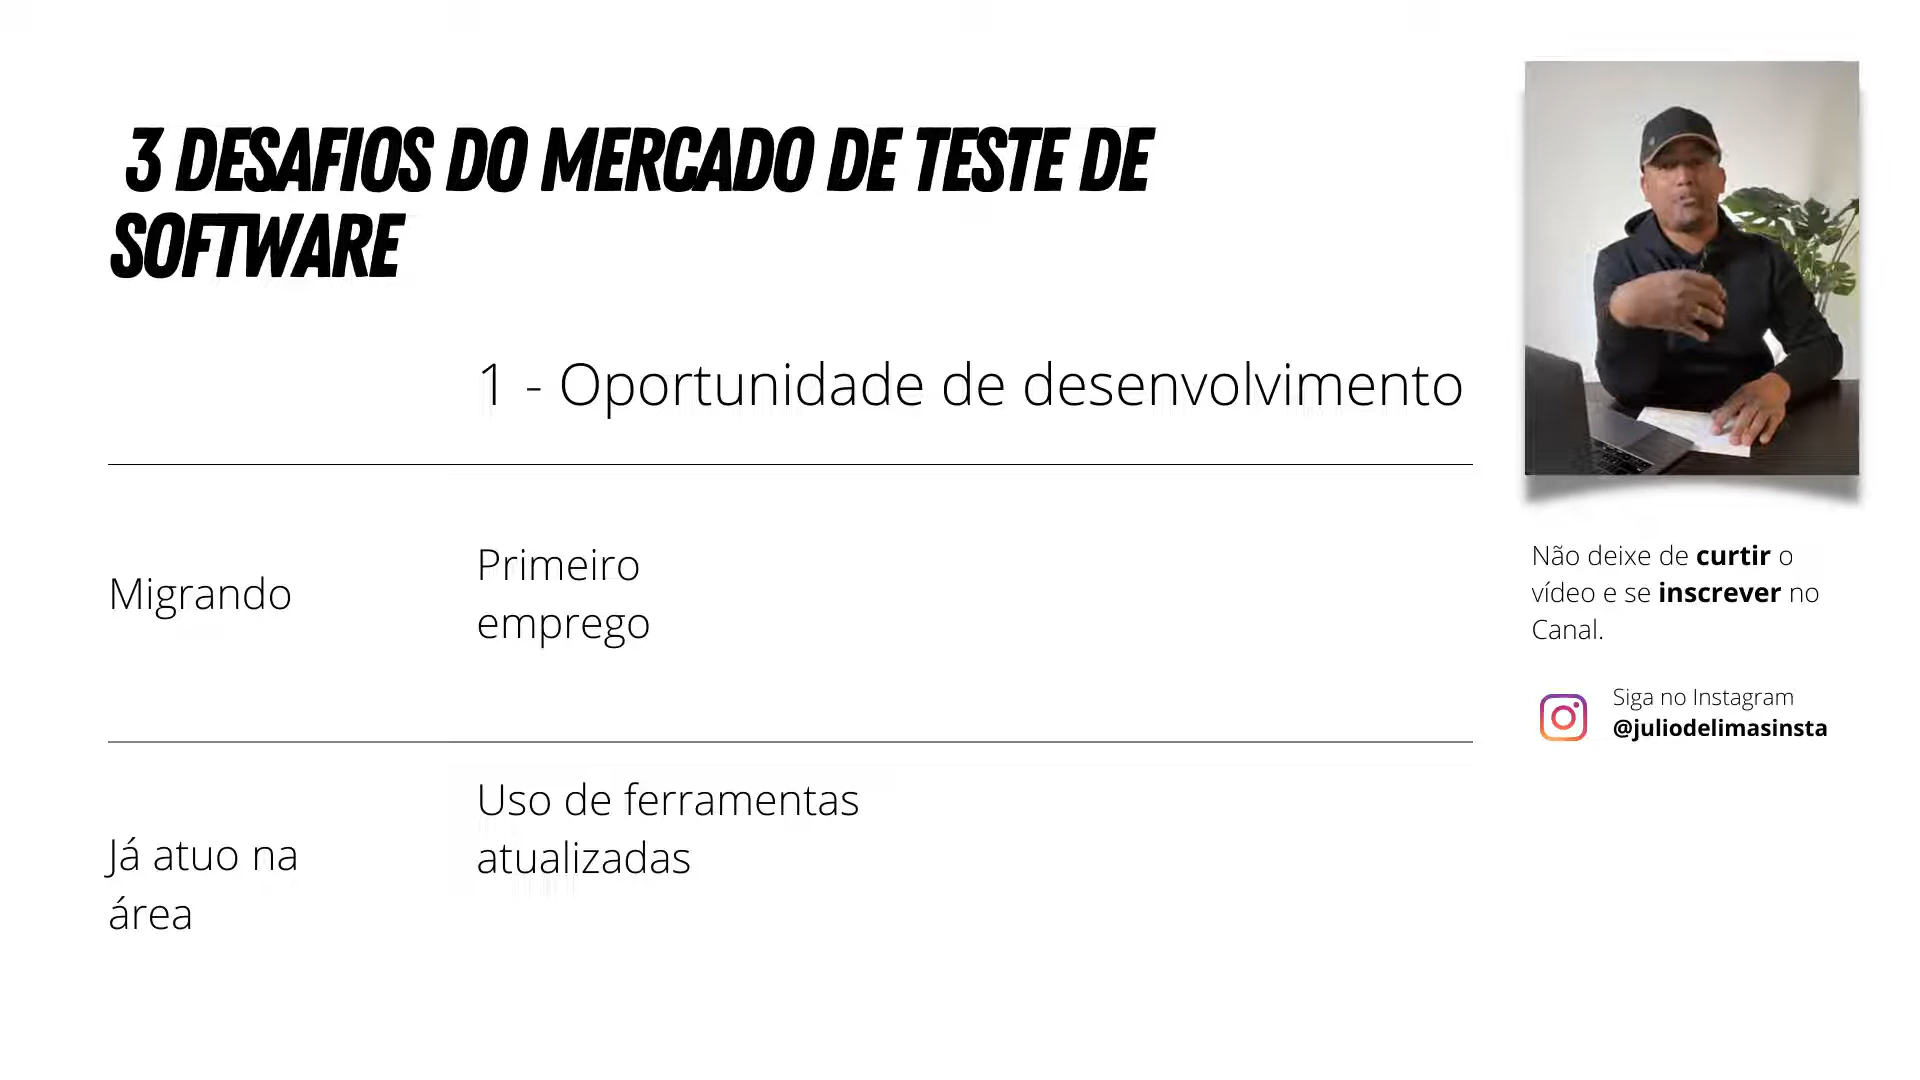 3 DESAFIOS DO MERCADO DE TESTE DE
SOFTWARE
1 - Oportunidade de desenvolvimento
Migrando
Primeiro
emprego
Já atuo na
área
Uso de ferramentas
atualizadas
Não deixe de curtir o
vídeo e se inscrever no
Canal.
Siga no Instagram
@juliodelimasinsta